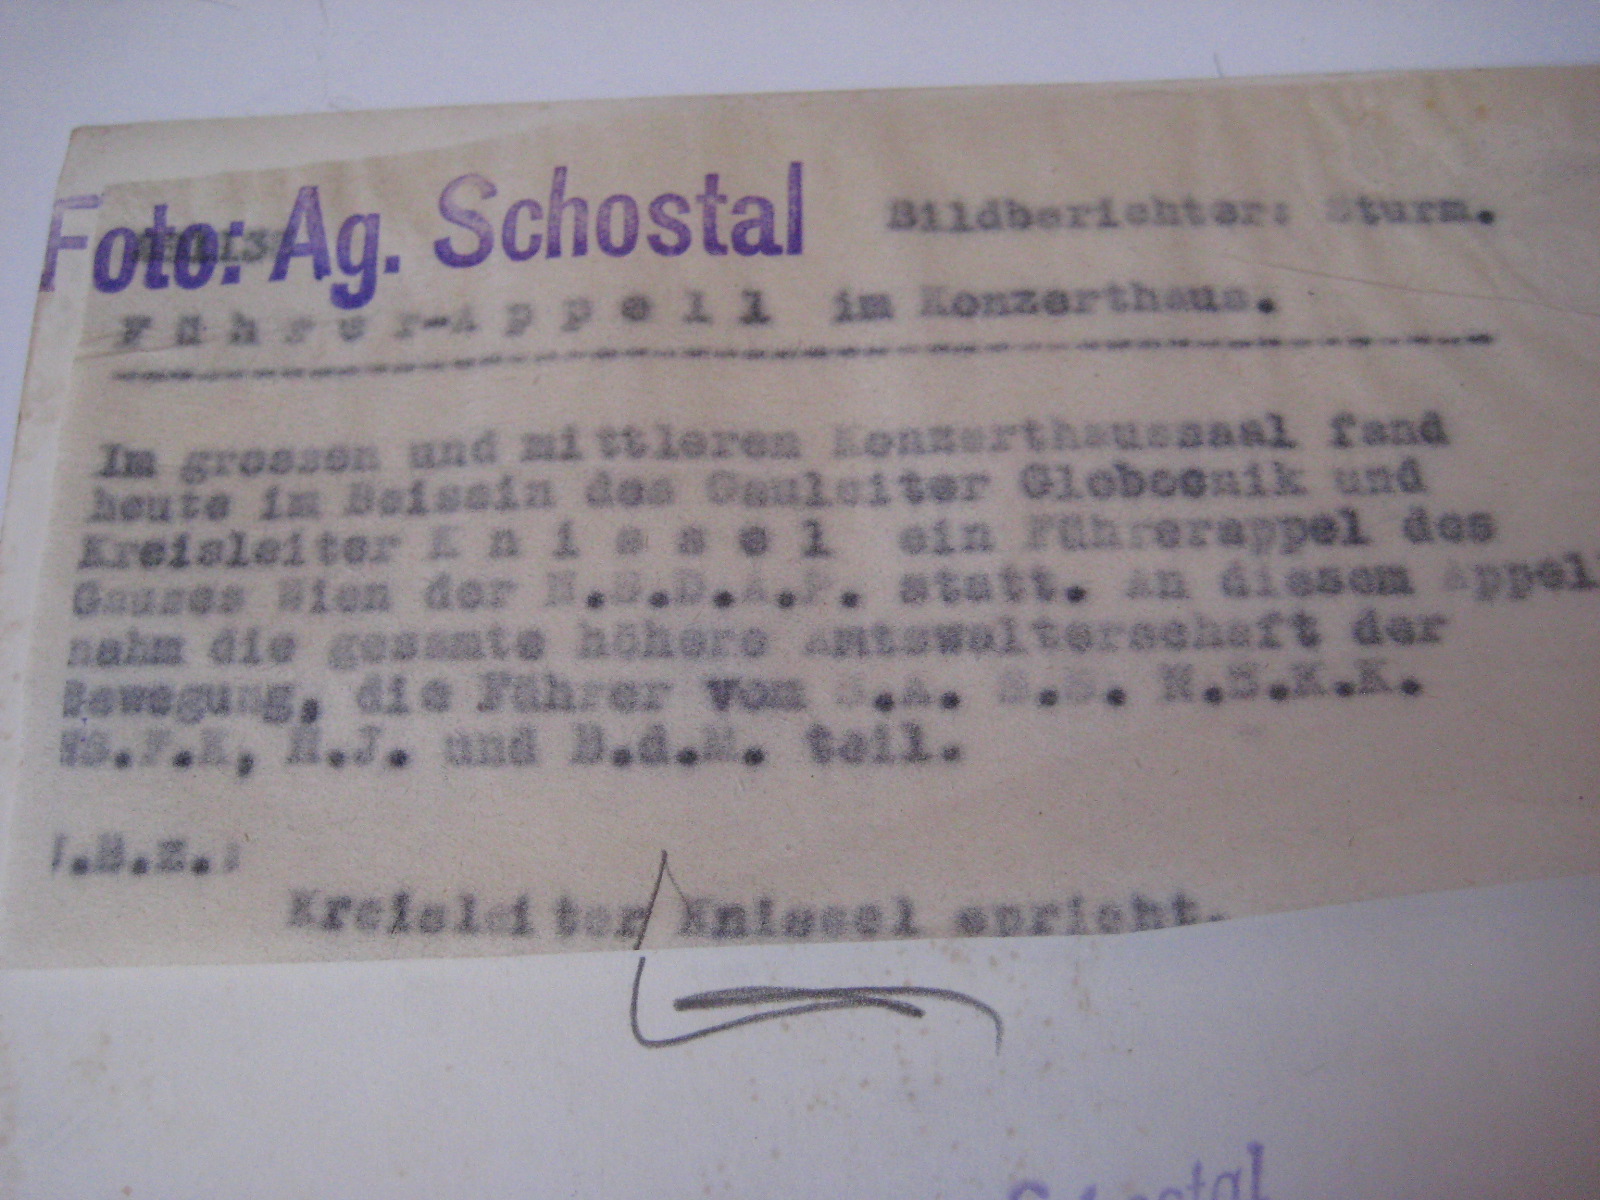 Foto: Ag. Schostal
Bildberichter: Sturm.
Führer-Appell im Konzerthaus.
Im grossen und mittleren Konzerthaussaal fand
heute im Beisein des Gauleiter Globocnik und
Kreisleiter K n i s s e l ein Führerappel des
Gaues Wien der N.S.D.A.P. statt. An diesem Appell
nahm die gesamte höhere Amtswalterschaft der
Bewegung, die Führer vom S.A. S.S. N.S.K.K.
NS.F.K, H.J. und B.d.M. teil.
Kreisleiter Knissel spricht.
Schostal